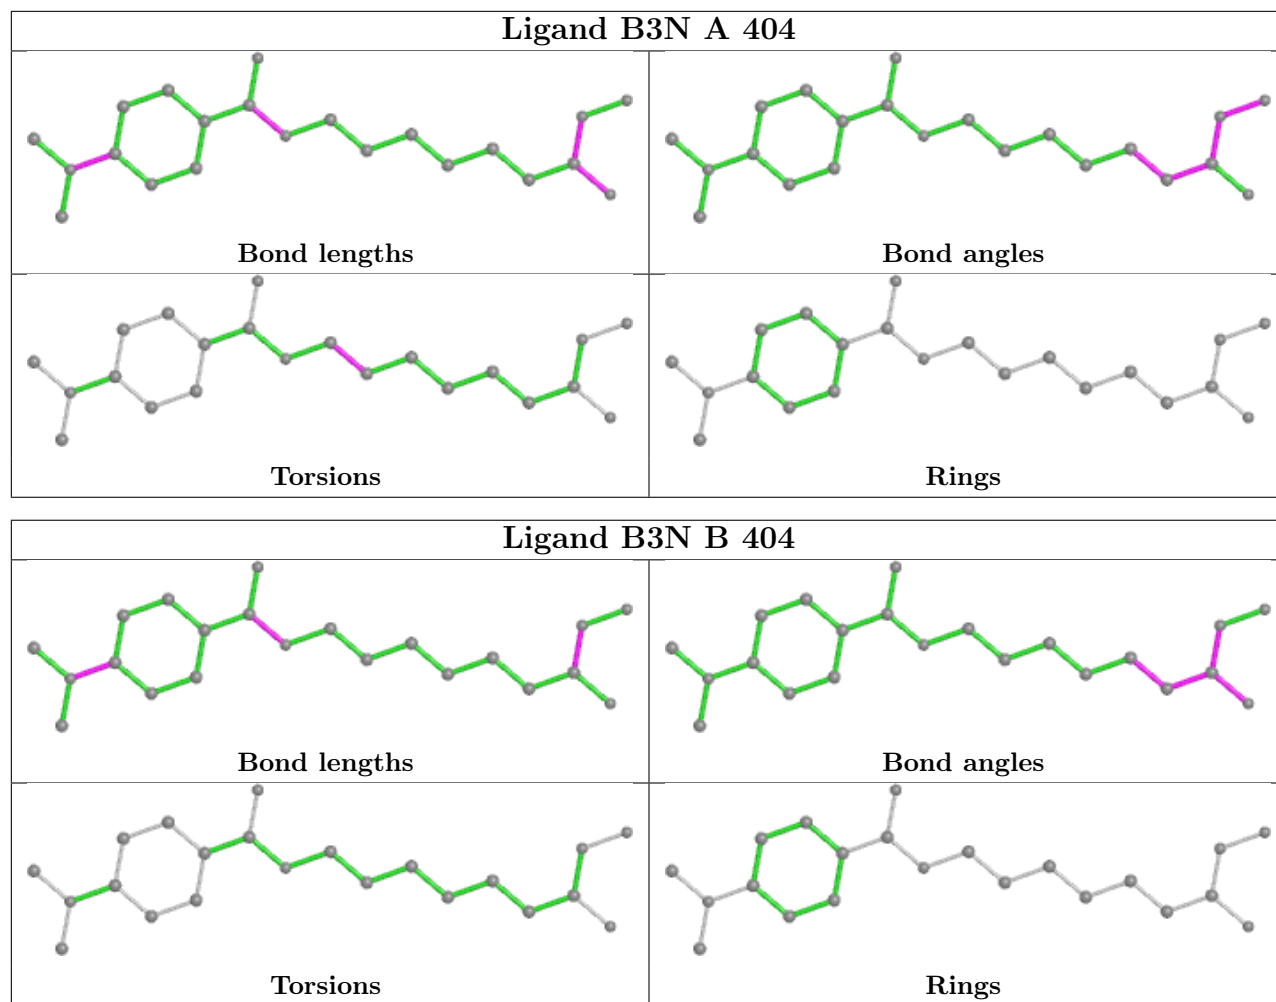 Ligand B3N A 404
Bond lengths
Bond angles
Torsions
Rings
Ligand B3N B 404
Bond lengths
Bond angles
Torsions
Rings